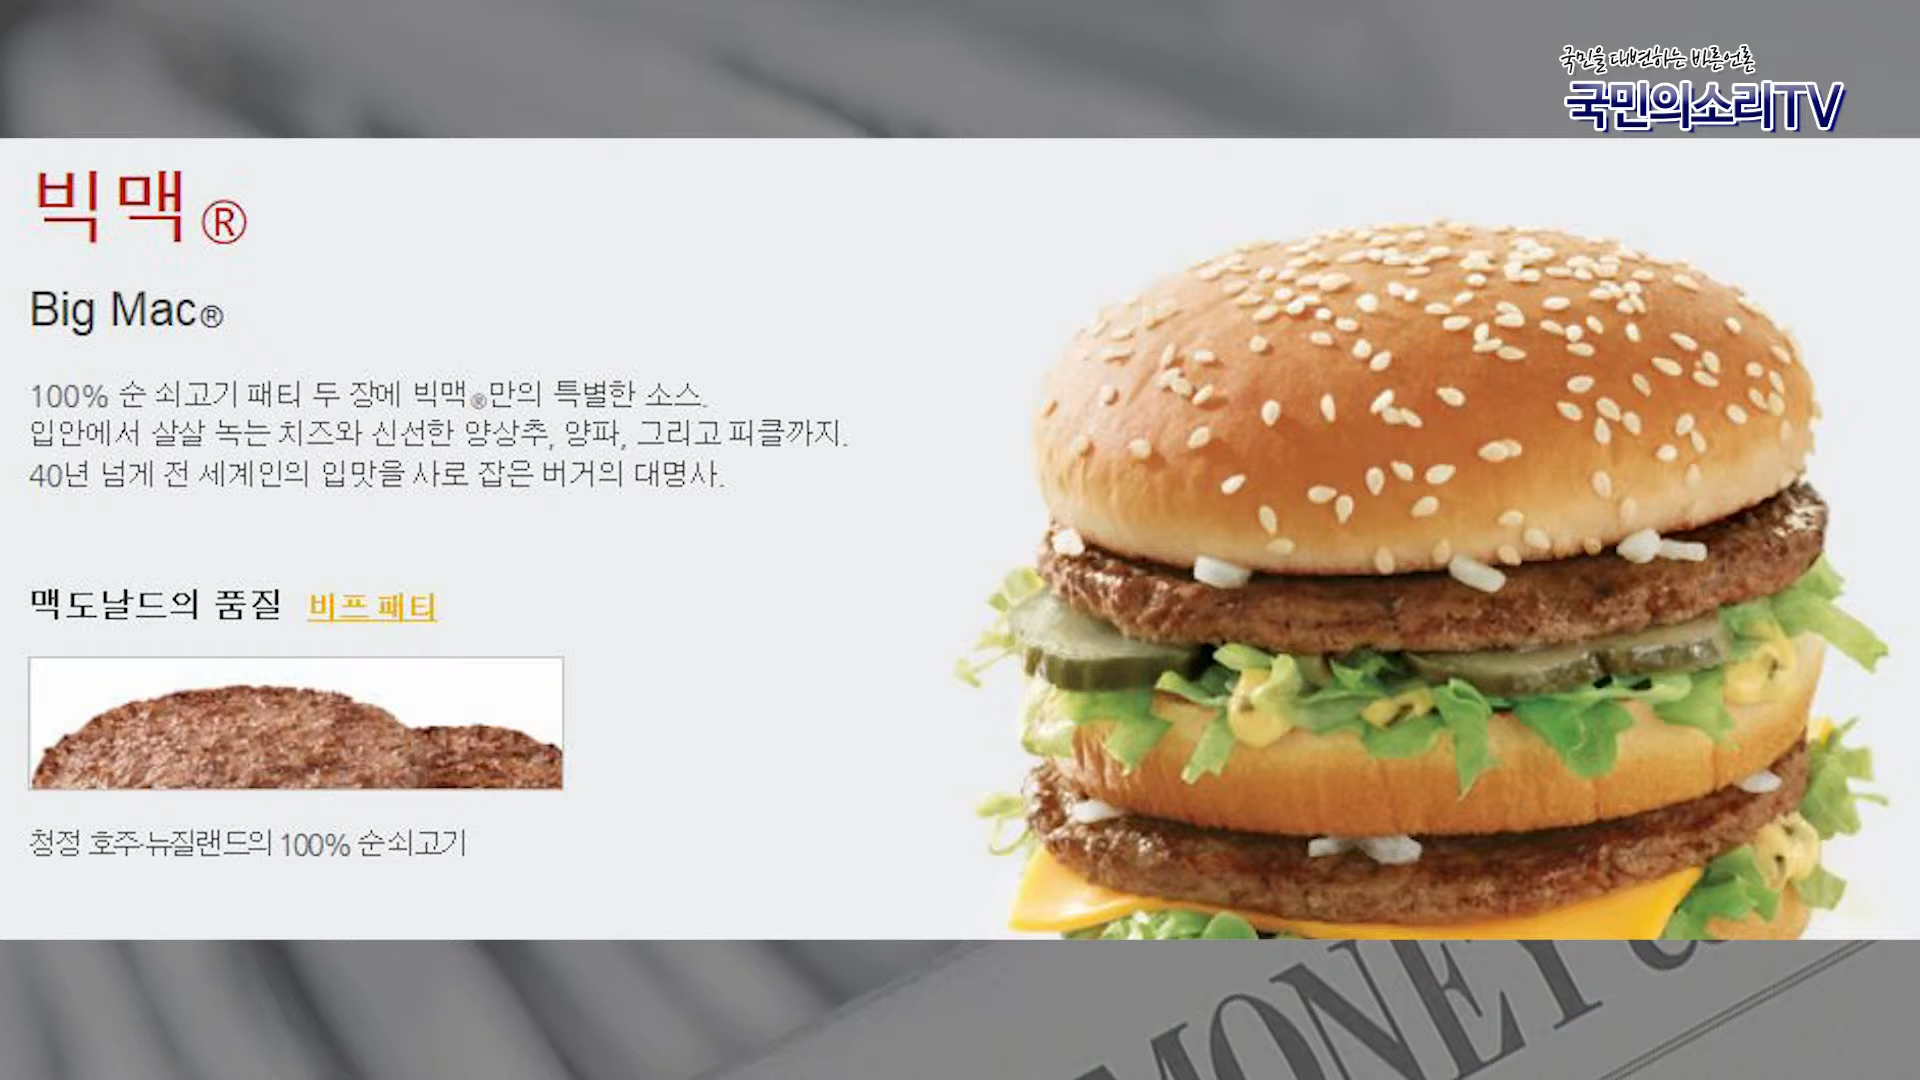 국민을 대변하는 바른언론
국민의소리TV
빅맥®
Big Mac®
100% 순 쇠고기 패티 두 장에 빅맥®만의 특별한 소스.
입안에서 살살 녹는 치즈와 신선한 양상추, 양파, 그리고 피클까지.
40년 넘게 전 세계인의 입맛을 사로 잡은 버거의 대명사.
맥도날드의 품질 비프 패티
청정 호주·뉴질랜드의 100% 순쇠고기
MONEY &